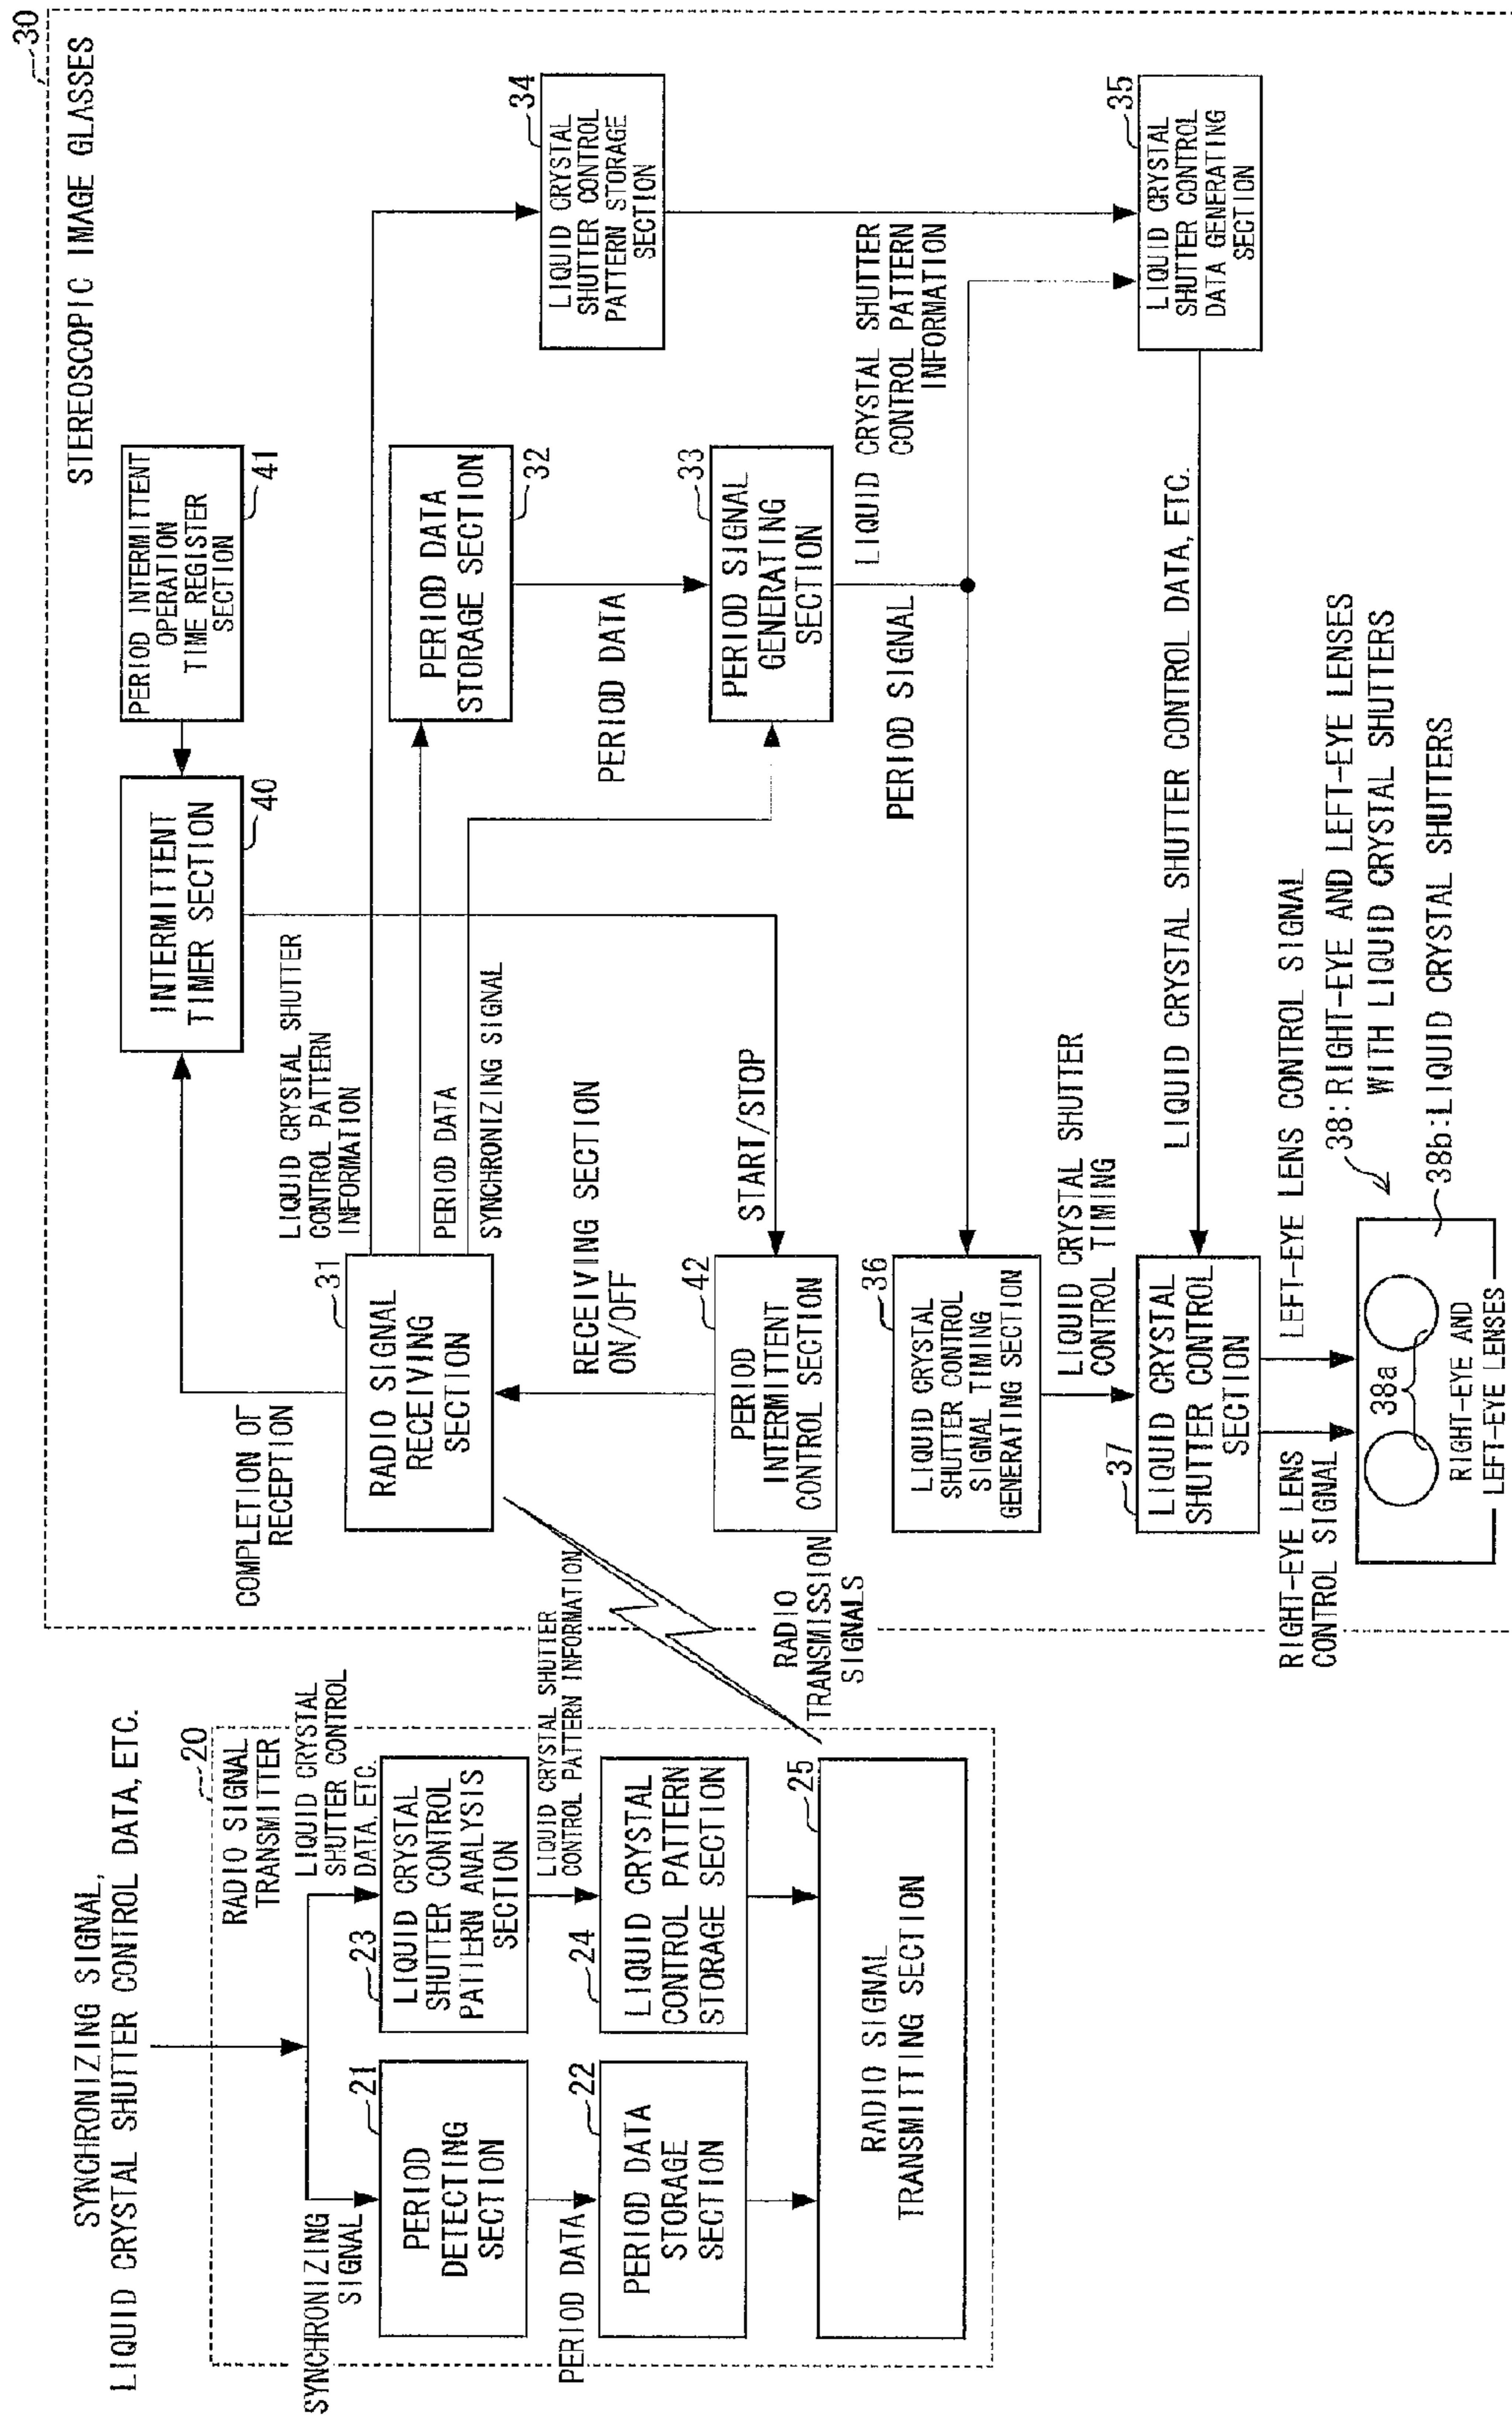 SYNCHRONIZING SIGNAL,
LIQUID CRYSTAL SHUTTER CONTROL DATA, ETC.
20
RADIO SIGNAL
TRANSMITTER
SYNCHRONIZING
SIGNAL
LIQUID CRYSTAL
SHUTTER CONTROL
DATA, ETC.
21
PERIOD
DETECTING
SECTION
23
LIQUID CRYSTAL
SHUTTER CONTROL
PATTERN ANALYSIS
SECTION
PERIOD DATA
LIQUID CRYSTAL SHUTTER
CONTROL PATTERN INFORMATION
22
PERIOD DATA
STORAGE
SECTION
24
LIQUID CRYSTAL
CONTROL PATTERN
STORAGE SECTION
25
RADIO SIGNAL
TRANSMITTING SECTION
RADIO
TRANSMISSION
SIGNALS
30
STEREOSCOPIC IMAGE GLASSES
COMPLETION OF
RECEPTION
INTERMITTENT
TIMER SECTION
40
PERIOD INTERMITTENT
OPERATION
TIME REGISTER
SECTION
41
31
RADIO SIGNAL
RECEIVING
SECTION
LIQUID CRYSTAL SHUTTER
CONTROL PATTERN
INFORMATION
PERIOD DATA
SYNCHRONIZING SIGNAL
PERIOD DATA
STORAGE SECTION
32
34
LIQUID CRYSTAL
SHUTTER CONTROL
PATTERN STORAGE
SECTION
RECEIVING SECTION
ON/OFF
START/STOP
PERIOD DATA
42
PERIOD
INTERMITTENT
CONTROL SECTION
33
PERIOD SIGNAL
GENERATING
SECTION
PERIOD SIGNAL
LIQUID CRYSTAL SHUTTER
CONTROL PATTERN
INFORMATION
36
LIQUID CRYSTAL
SHUTTER CONTROL
SIGNAL TIMING
GENERATING SECTION
LIQUID CRYSTAL SHUTTER
CONTROL TIMING
35
LIQUID CRYSTAL
SHUTTER CONTROL
DATA GENERATING
SECTION
LIQUID CRYSTAL SHUTTER CONTROL DATA, ETC.
37
LIQUID CRYSTAL
SHUTTER CONTROL
SECTION
RIGHT-EYE LENS
CONTROL SIGNAL
LEFT-EYE LENS CONTROL SIGNAL
38:RIGHT-EYE AND LEFT-EYE LENSES
WITH LIQUID CRYSTAL SHUTTERS
38b:LIQUID CRYSTAL SHUTTERS
38a
RIGHT-EYE AND
LEFT-EYE LENSES